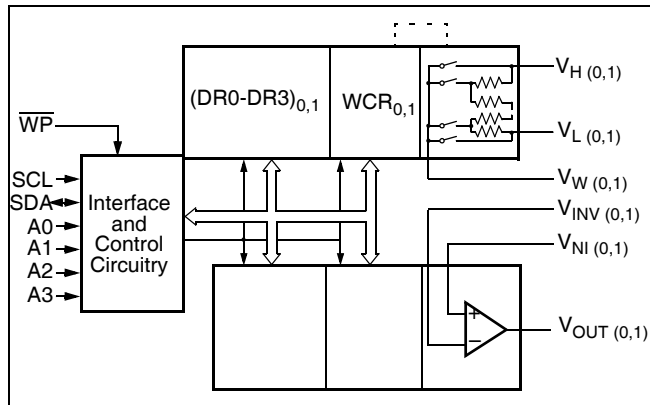 (DR0-DR3)0,1
WCR0,1
VH (0,1)
VL (0,1)
VW (0,1)
VINV (0,1)
VNI (0,1)
VOUT (0,1)
WP
SCL
SDA
A0
A1
A2
A3
Interface
and
Control
Circuitry
+
−